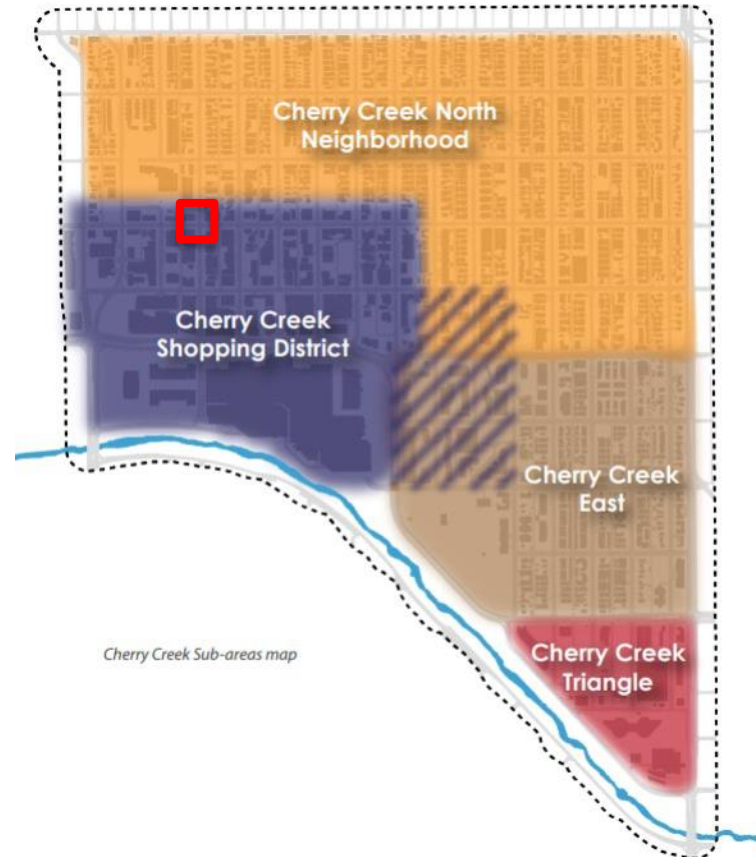 Cherry Creek North
Neighborhood
Cherry Creek
Shopping District
Cherry Creek
East
Cherry Creek
Triangle
Cherry Creek Sub-areas map